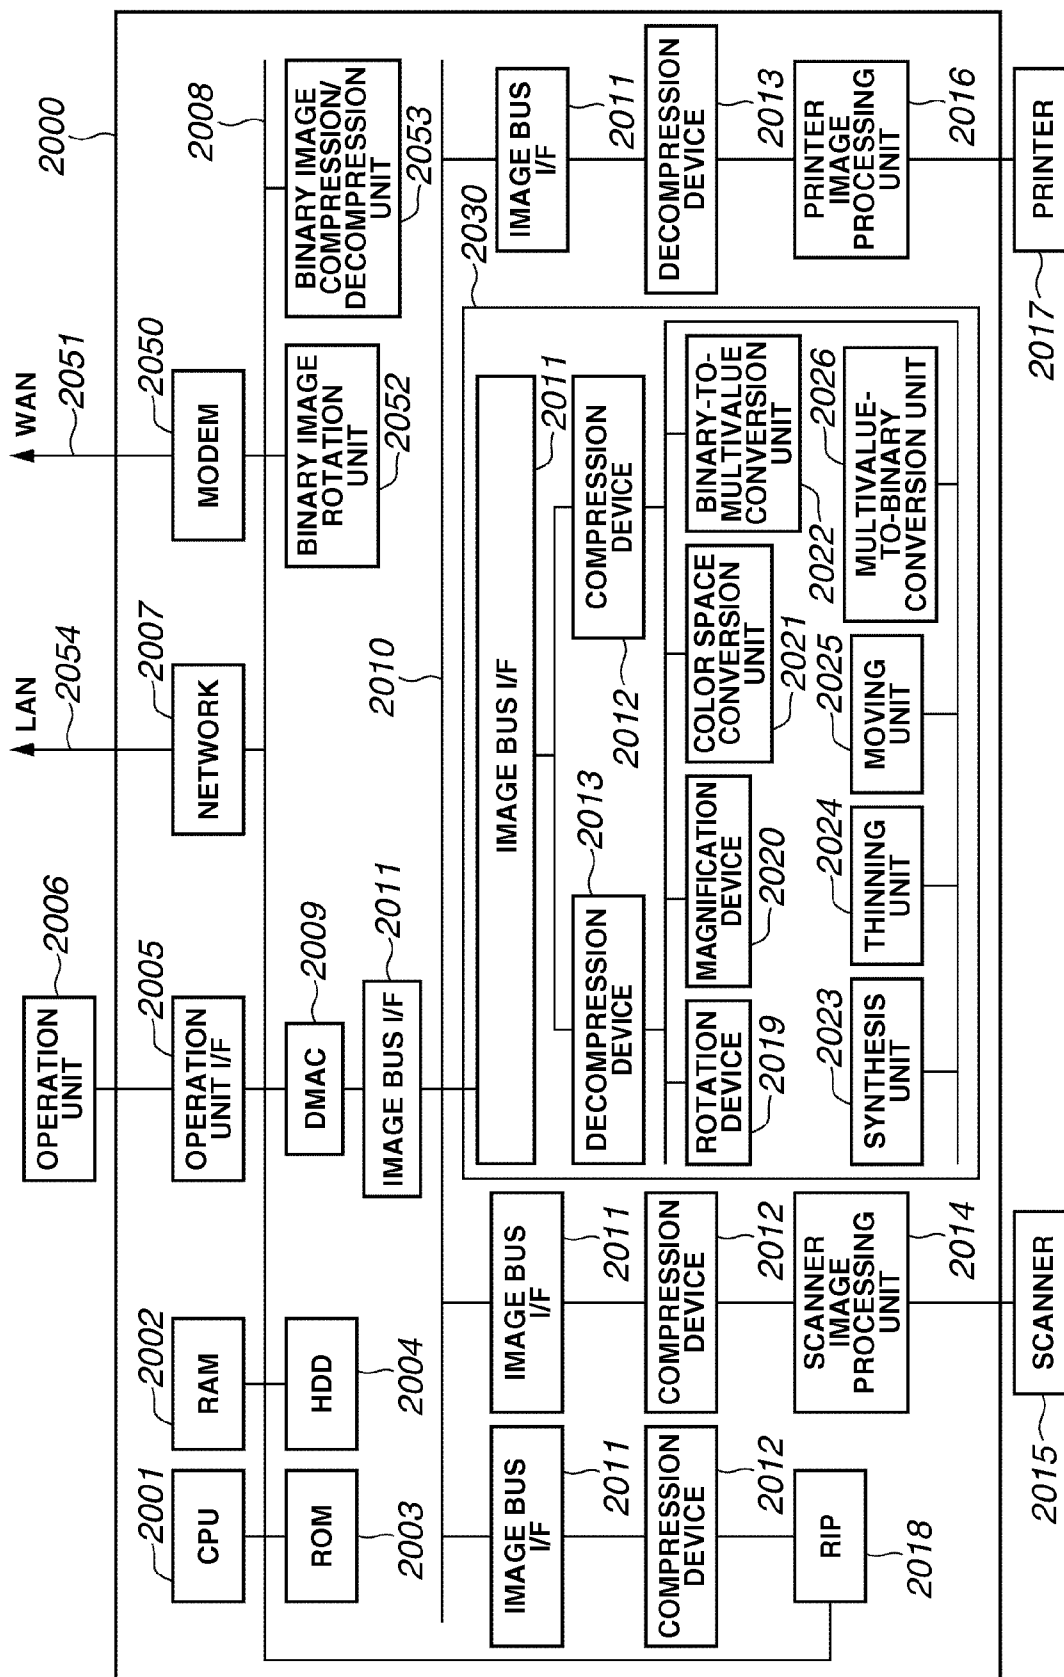 2000
LAN
WAN
2054
2051
OPERATION
UNIT
2006
CPU
2001
RAM
2002
OPERATION
UNIT I/F
2005
NETWORK
2007
MODEM
2050
2008
ROM
2003
HDD
2004
DMAC
2009
BINARY IMAGE
ROTATION
UNIT
2052
BINARY IMAGE
COMPRESSION/
DECOMPRESSION
UNIT
2053
IMAGE BUS I/F
2011
2010
2030
IMAGE BUS
I/F
2011
IMAGE BUS
I/F
2011
IMAGE BUS I/F
2011
IMAGE BUS
I/F
2011
COMPRESSION
DEVICE
2012
COMPRESSION
DEVICE
2012
DECOMPRESSION
DEVICE
2013
COMPRESSION
DEVICE
2012
DECOMPRESSION
DEVICE
2013
ROTATION
DEVICE
2019
MAGNIFICATION
DEVICE
2020
COLOR SPACE
CONVERSION
UNIT
2021
BINARY-TO-
MULTIVALUE
CONVERSION
UNIT
2022
RIP
2018
SCANNER
IMAGE
PROCESSING
UNIT
2014
SYNTHESIS
UNIT
2023
THINNING
UNIT
2024
MOVING
UNIT
2025
MULTIVALUE-
TO-BINARY
CONVERSION UNIT
2026
PRINTER
IMAGE
PROCESSING
UNIT
2016
SCANNER
2015
PRINTER
2017